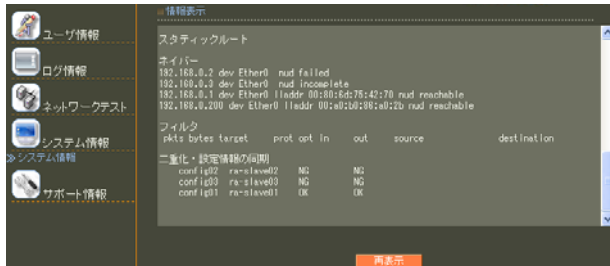 ユーザ情報
ログ情報
ネットワークテスト
システム情報
≫システム情報
サポート情報
情報表示
スタティックルート
ネイバー
192.168.0.2 dev Ether0 nud failed
192.168.0.3 dev Ether0 nud incomplete
192.168.0.1 dev Ether0 lladdr 00:80:6d:75:42:70 nud reachable
192.168.0.200 dev Ether0 lladdr 00:a0:b0:86:a0:2b nud reachable
フィルタ
pkts bytes target prot opt in out source destination
二重化・設定情報の同期
config02 ra-slave02 NG NG
config03 ra-slave03 NG NG
config01 ra-slave01 OK OK
再表示